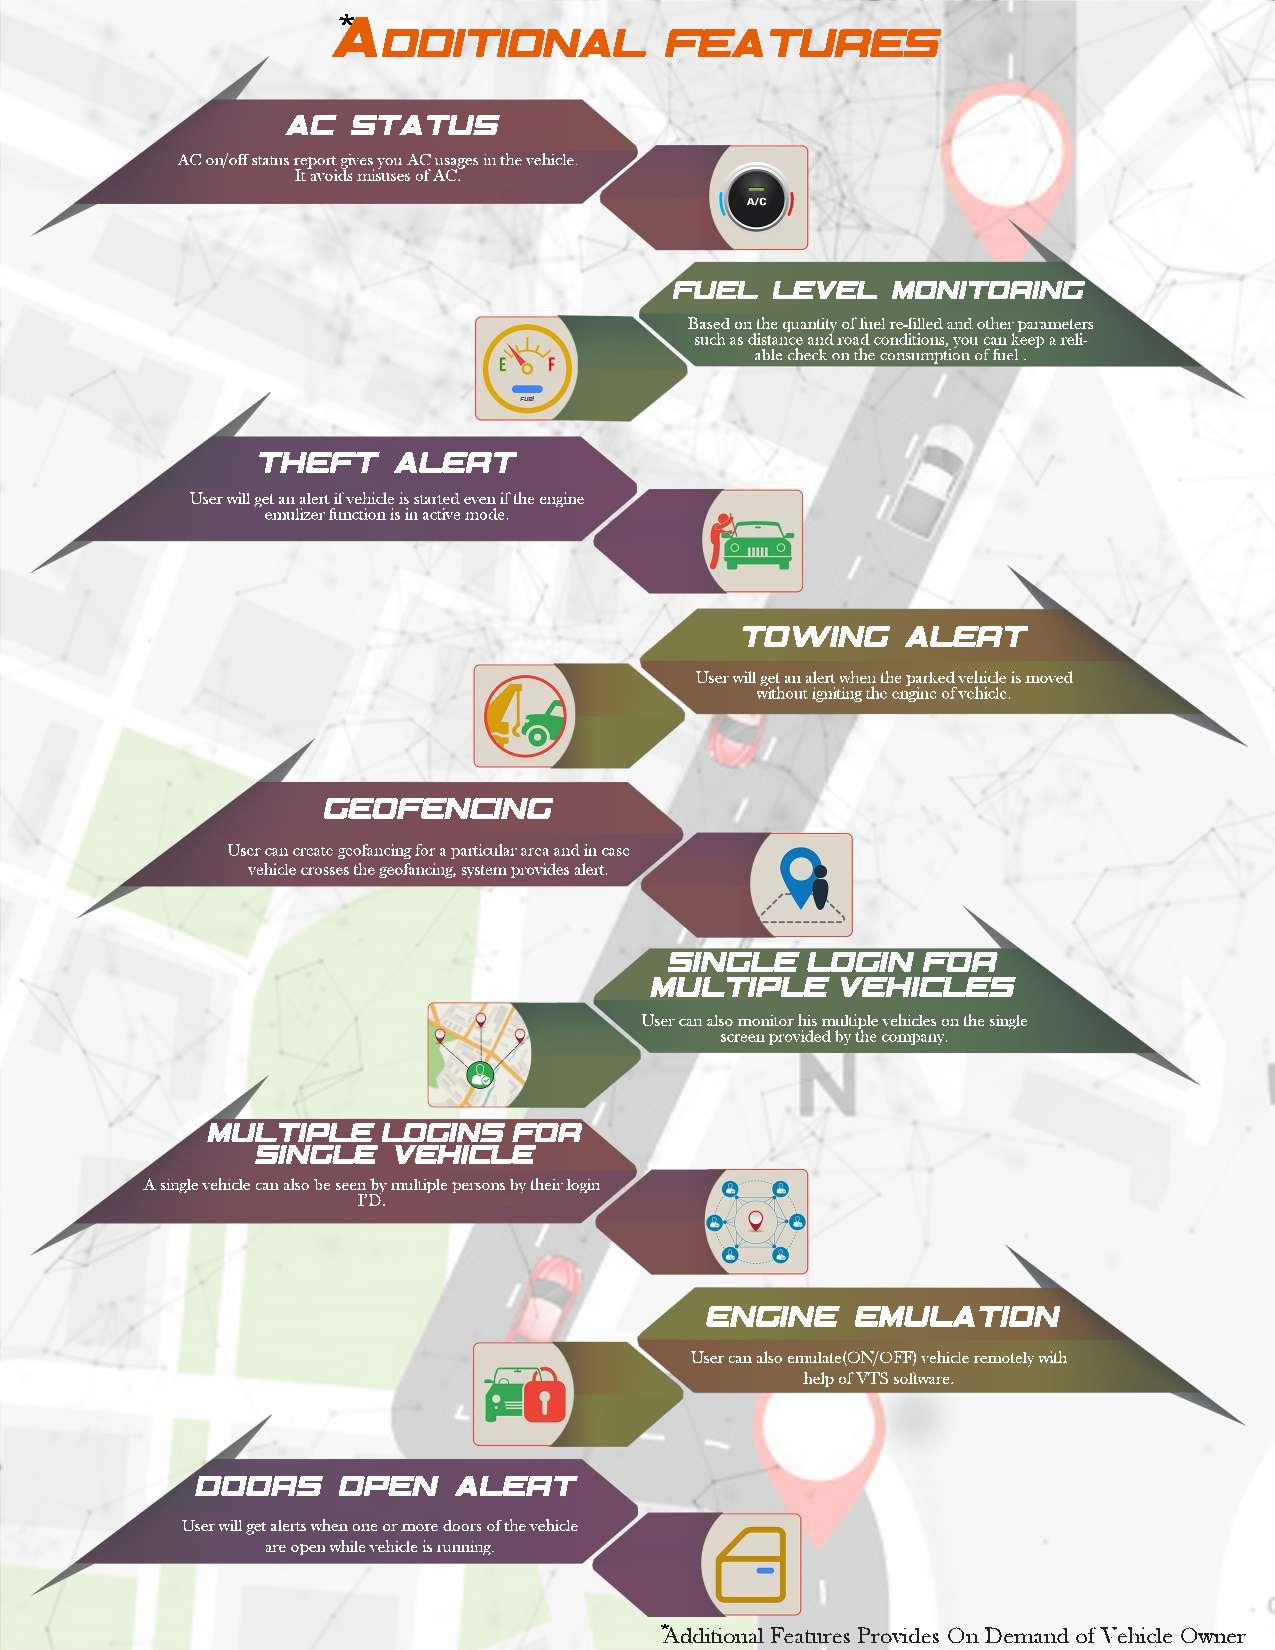 *ADDITIONAL FEATURES
AC STATUS
AC on/off status report gives you AC usages in the vehicle.
It avoids misuses of AC.
A/C
FUEL LEVEL MONITORING
Based on the quantity of fuel re-filled and other parameters
such as distance and road conditions, you can keep a reli-
able check on the consumption of fuel .
E F
FUEL
THEFT ALERT
User will get an alert if vehicle is started even if the engine
emulizer function is in active mode.
TOWING ALERT
User will get an alert when the parked vehicle is moved
without igniting the engine of vehicle.
GEOFENCING
User can create geofancing for a particular area and in case
vehicle crosses the geofancing, system provides alert.
SINGLE LOGIN FOR
MULTIPLE VEHICLES
User can also monitor his multiple vehicles on the single
screen provided by the company.
N
MULTIPLE LOGINS FOR
SINGLE VEHICLE
A single vehicle can also be seen by multiple persons by their login
I'D.
ENGINE EMULATION
User can also emulate(ON/OFF) vehicle remotely with
help of VTS software.
DOORS OPEN ALERT
User will get alerts when one or more doors of the vehicle
are open while vehicle is running.
*Additional Features Provides On Demand of Vehicle Owner